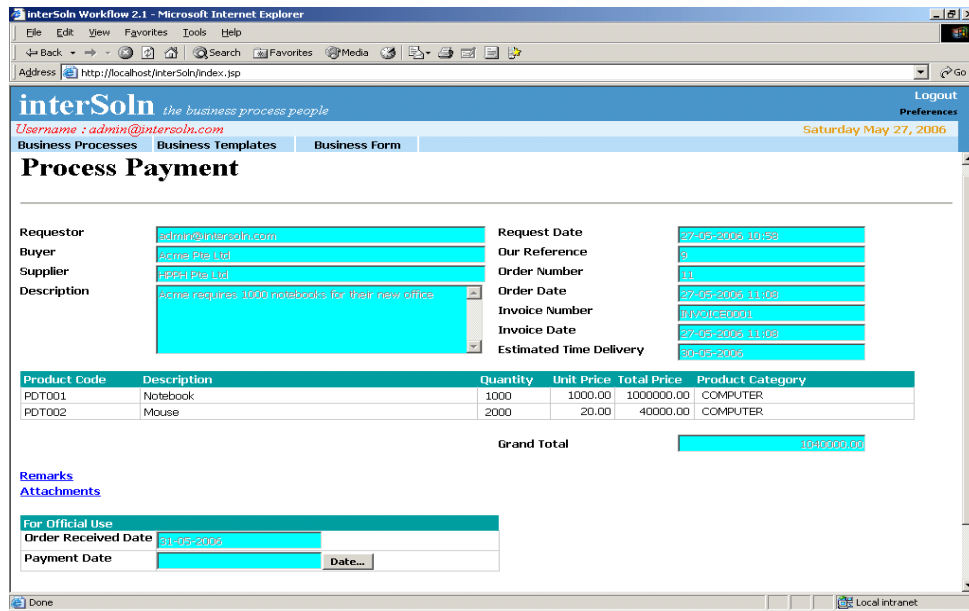 interSoln Workflow 2.1 - Microsoft Internet Explorer
File Edit View Favorites Tools Help
Back Search Favorites Media
Address http://localhost/interSoln/index.jsp Go
interSoln the business process people Logout
Preferences
Username : admin@intersoln.com Saturday May 27, 2006
Business Processes Business Templates Business Form
Process Payment
Requestor admin@intersoln.com Request Date 27-05-2006 10:58
Buyer Acme Pte Ltd Our Reference 9
Supplier HPPH Pte Ltd Order Number 11
Description Acme requires 1000 notebooks for their new office Order Date 27-05-2006 11:08
Invoice Number INVOICE0001
Invoice Date 27-05-2006 11:08
Estimated Time Delivery 30-05-2006
Product Code Description Quantity Unit Price Total Price Product Category
PDT001 Notebook 1000 1000.00 1000000.00 COMPUTER
PDT002 Mouse 2000 20.00 40000.00 COMPUTER
Grand Total 1040000.00
Remarks
Attachments
For Official Use
Order Received Date 31-05-2006
Payment Date Date...
Done Local intranet